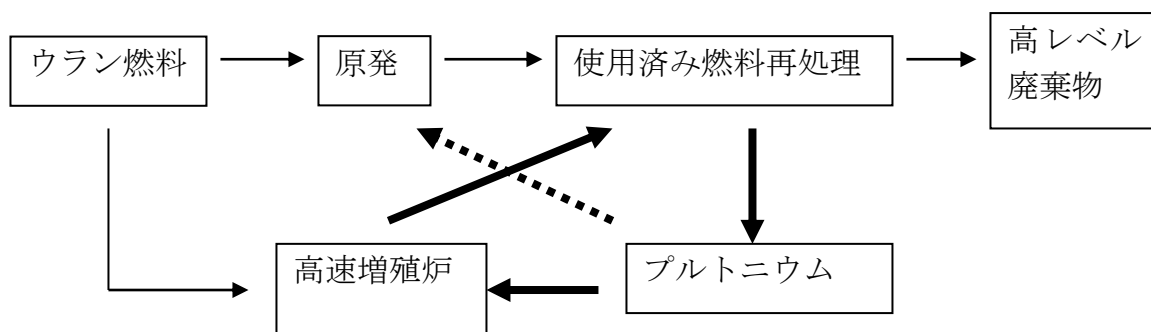 ウラン燃料
原発
使用済み燃料再処理
高レベル
廃棄物
高速増殖炉
プルトニウム